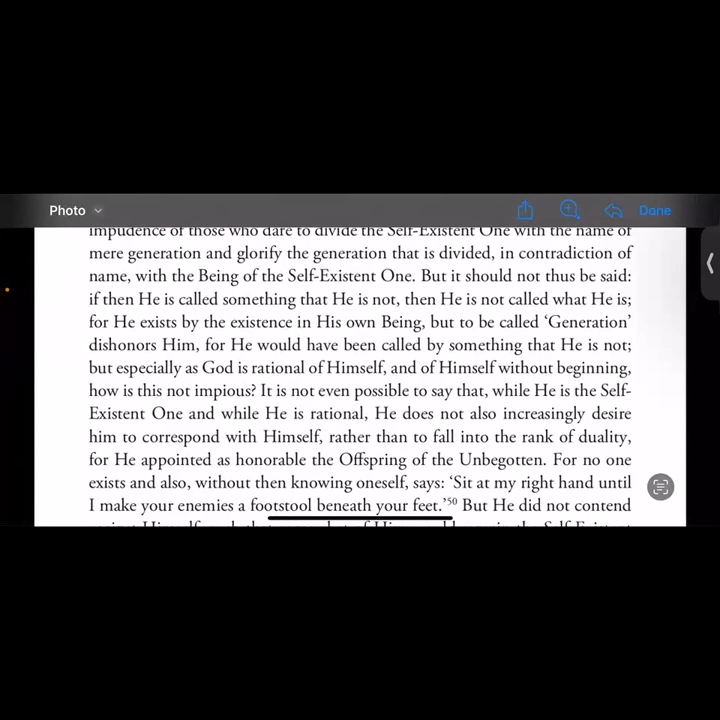 Photo
Done
impudence of those who dare to divide the Self-Existent One with the name of
mere generation and glorify the generation that is divided, in contradiction of
name, with the Being of the Self-Existent One. But it should not thus be said:
if then He is called something that He is not, then He is not called what He is;
for He exists by the existence in His own Being, but to be called ‘Generation’
dishonors Him, for He would have been called by something that He is not;
but especially as God is rational of Himself, and of Himself without beginning,
how is this not impious? It is not even possible to say that, while He is the Self-
Existent One and while He is rational, He does not also increasingly desire
him to correspond with Himself, rather than to fall into the rank of duality,
for He appointed as honorable the Offspring of the Unbegotten. For no one
exists and also, without then knowing oneself, says: ‘Sit at my right hand until
I make your enemies a footstool beneath your feet.’50 But He did not contend